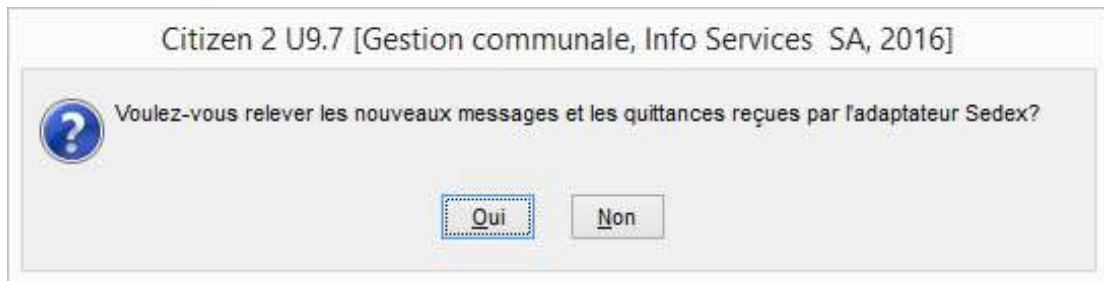 Citizen 2 U9.7 [Gestion communale, Info Services SA, 2016]
Voulez-vous relever les nouveaux messages et les quittances reçues par l'adaptateur Sedex?
Oui
Non